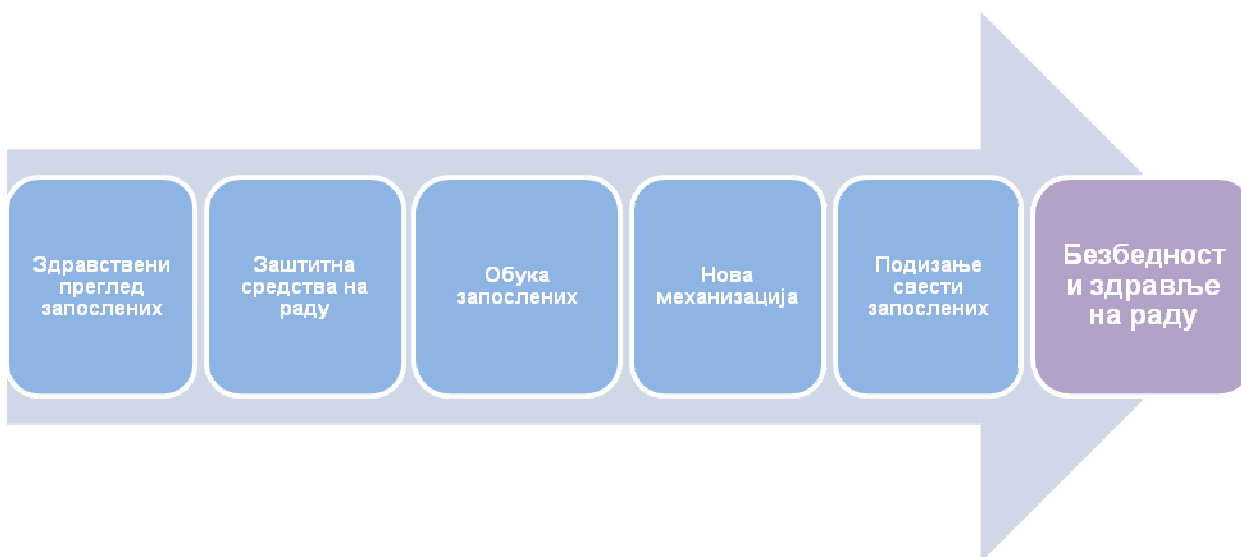 Здравствени
преглед
запослених
Заштитна
средства на
раду
Обука
запослених
Нова
механизација
Подизање
свести
запослених
Безбедност
и здравље
на раду